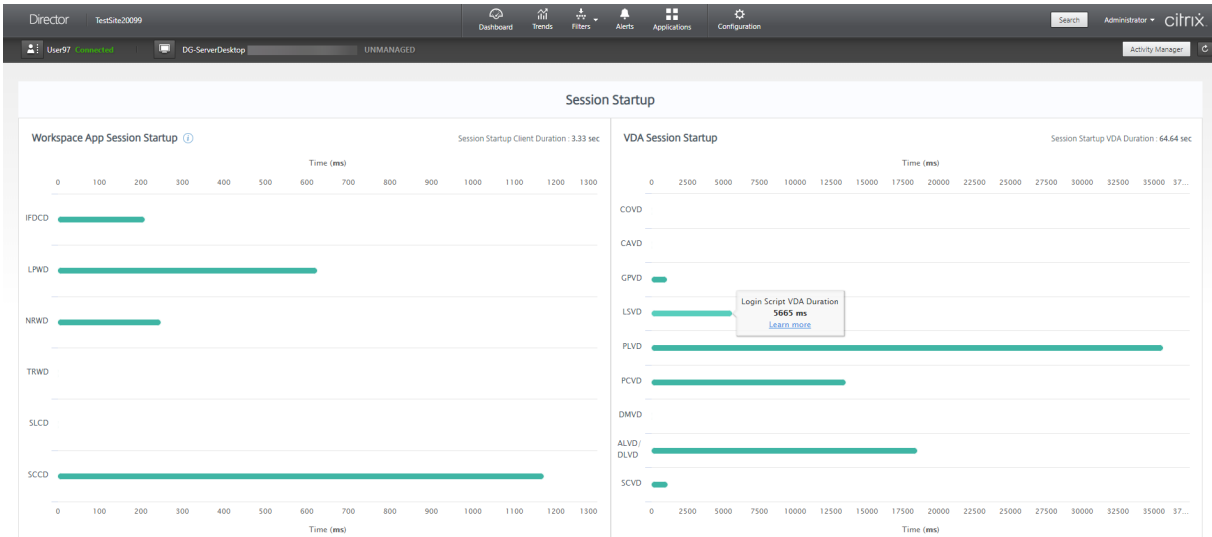 Director TestSite20099 Dashboard Trends Filters Alerts Applications Configuration Search Administrator citrix
User97 Connected DG-ServerDesktop UNMANAGED Activity Manager
Session Startup
Workspace App Session Startup Session Startup Client Duration : 3.33 sec
Time (ms)
0 100 200 300 400 500 600 700 800 900 1000 1100 1200 1300
IFDCD
LPWD
NRWD
TRWD
SLCD
SCCD
0 100 200 300 400 500 600 700 800 900 1000 1100 1200 1300
Time (ms)
VDA Session Startup Session Startup VDA Duration : 64.64 sec
Time (ms)
0 2500 5000 7500 10000 12500 15000 17500 20000 22500 25000 27500 30000 32500 35000 37...
COVD
CAVD
GPVD
Login Script VDA Duration
LSVD 5665 ms
Learn more
PLVD
PCVD
DMVD
ALVD/
DLVD
SCVD
0 2500 5000 7500 10000 12500 15000 17500 20000 22500 25000 27500 30000 32500 35000 37...
Time (ms)